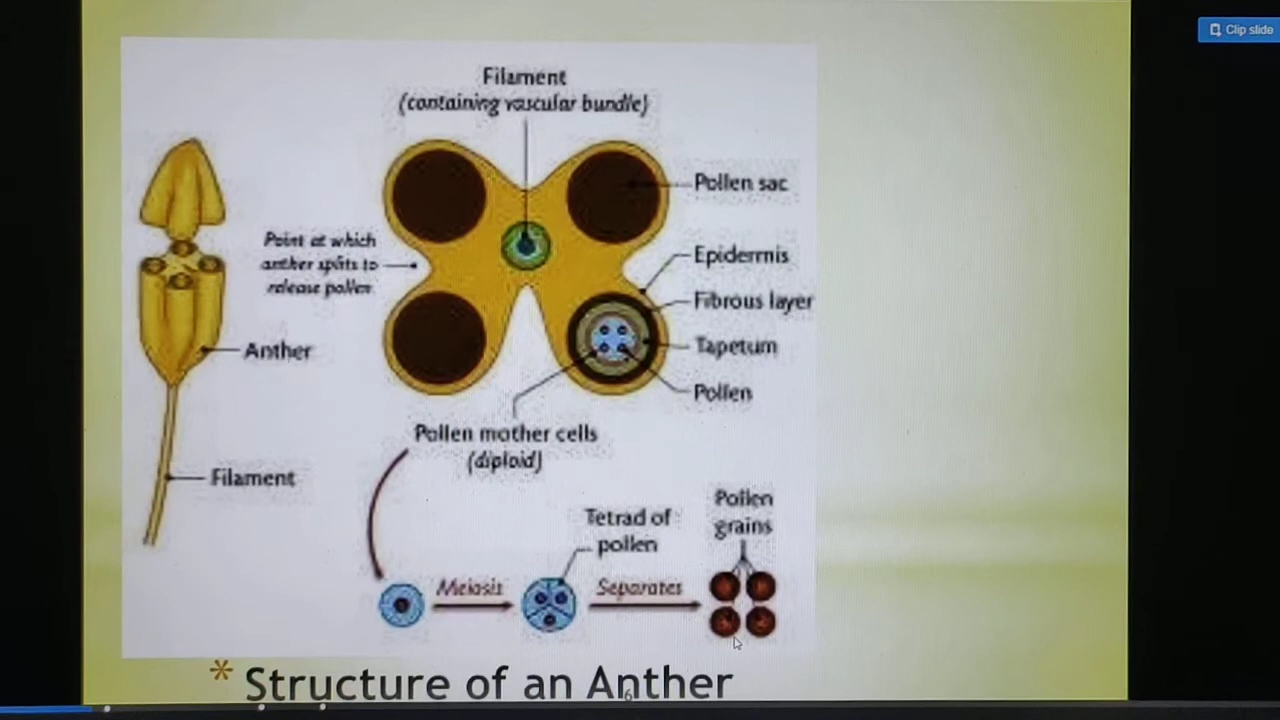 Clip slide
Filament
(containing vascular bundle)
Pollen sac
Point at which
anther splits to
release pollen
Epidermis
Fibrous layer
Anther
Tapetum
Pollen
Pollen mother cells
(diploid)
Filament
Pollen
grains
Tetrad of
pollen
Meiosis
Separates
* Structure of an Anther
6